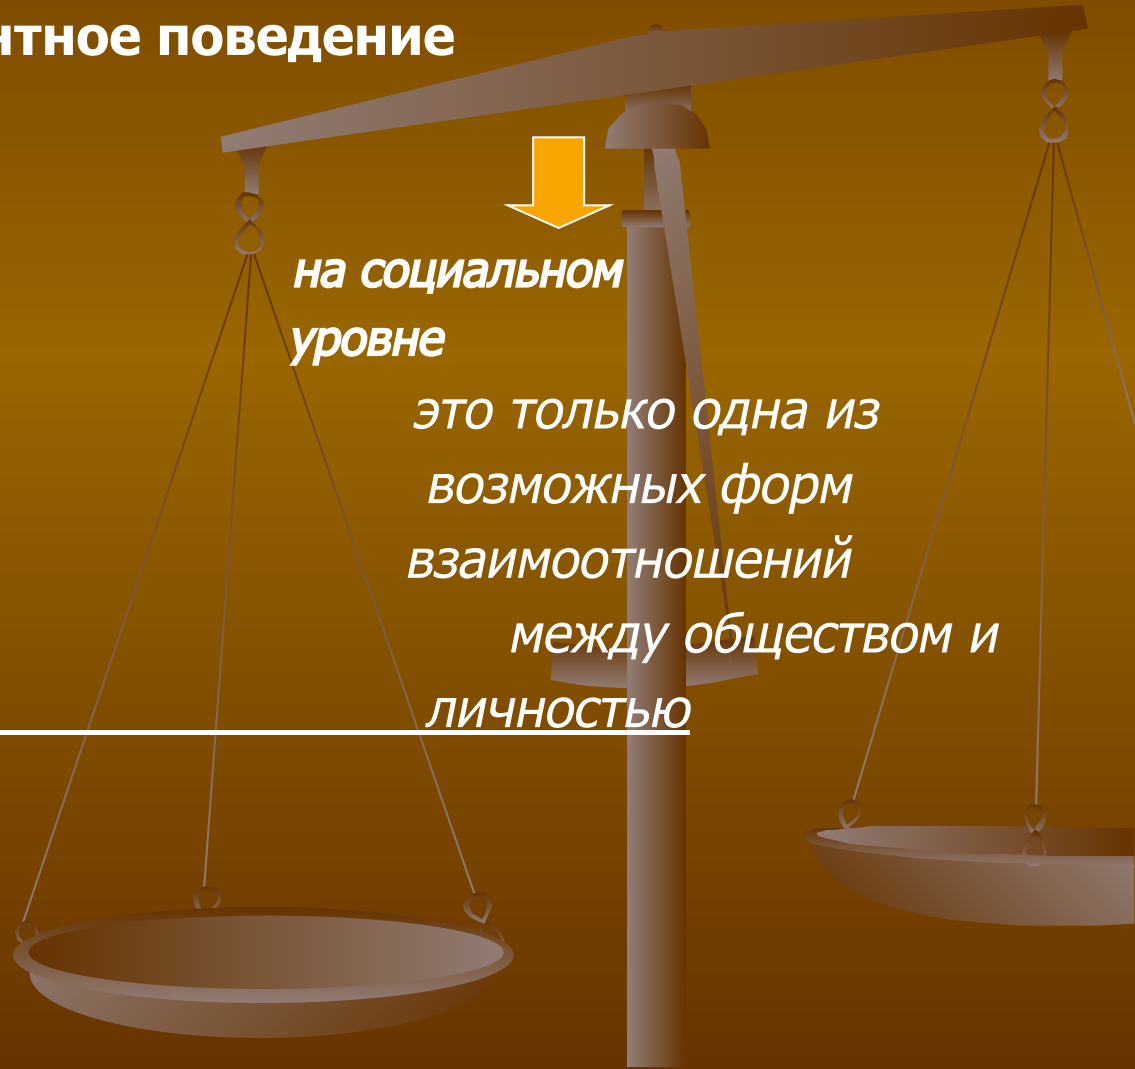 нтное поведение
на социальном
уровне
это только одна из
возможных форм
взаимоотношений
между обществом и
личностью